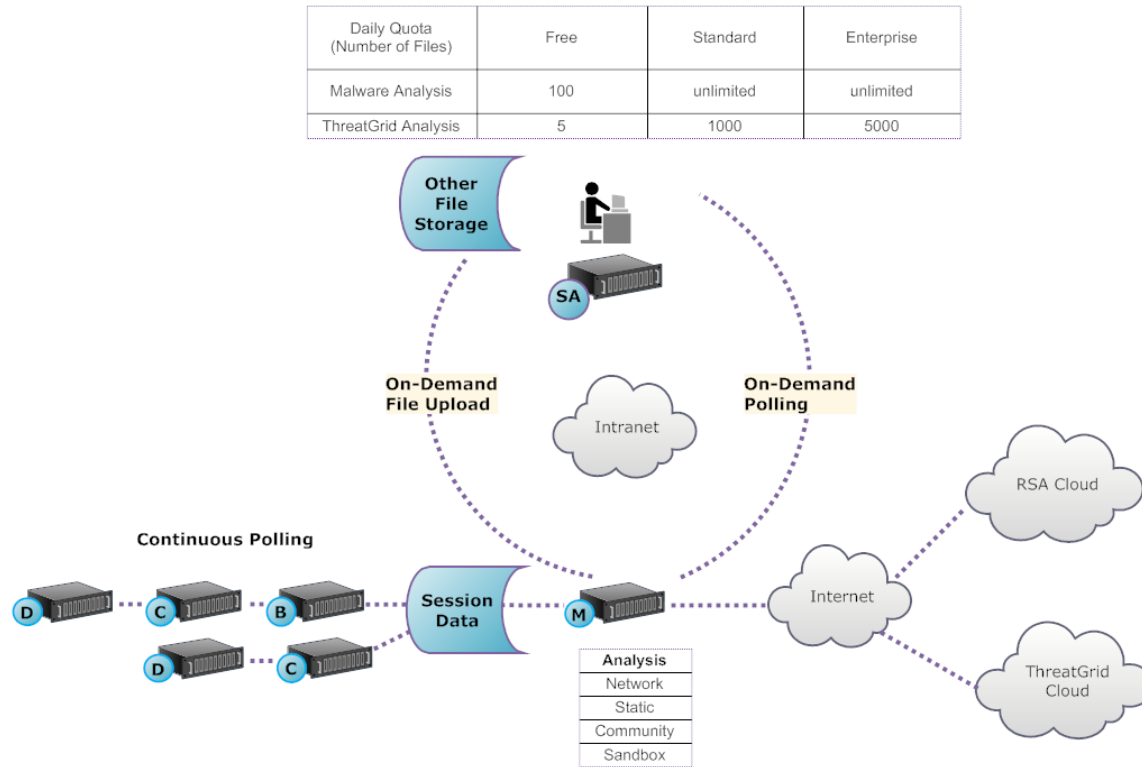 Daily Quota
(Number of Files)
Free
Standard
Enterprise
Malware Analysis
100
unlimited
unlimited
ThreatGrid Analysis
5
1000
5000
Other
File
Storage
SA
On-Demand
File Upload
On-Demand
Polling
Intranet
RSA Cloud
Continuous Polling
D
C
B
Session
Data
M
Internet
D
C
Analysis
Network
Static
Community
Sandbox
ThreatGrid
Cloud